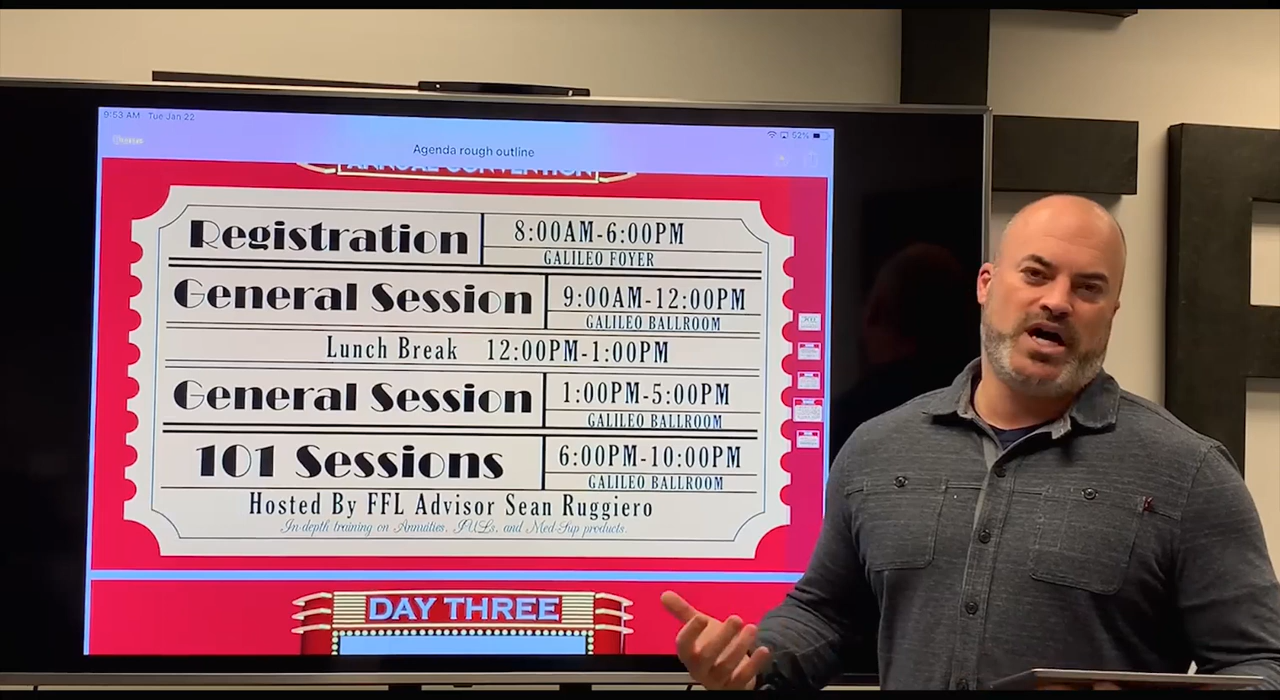 9:53 AM Tue Jan 22
52%
Agenda rough outline
ANNUAL CONVENTION
Registration
8:00AM-6:00PM
GALILEO FOYER
General Session
9:00AM-12:00PM
GALILEO BALLROOM
Lunch Break 12:00PM-1:00PM
General Session
1:00PM-5:00PM
GALILEO BALLROOM
101 Sessions
6:00PM-10:00PM
GALILEO BALLROOM
Hosted By FFL Advisor Sean Ruggiero
In-depth training on Annuities, IULs, and Med-Sup products.
DAY THREE